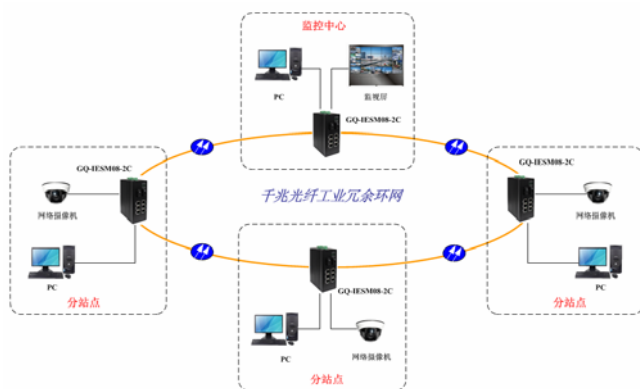 监控中心
PC
监视屏
GQ-IESM08-2C
GQ-IESM08-2C
网络摄像机
PC
分站点
千兆光纤工业冗余环网
GQ-IESM08-2C
网络摄像机
PC
分站点
GQ-IESM08-2C
PC
网络摄像机
分站点